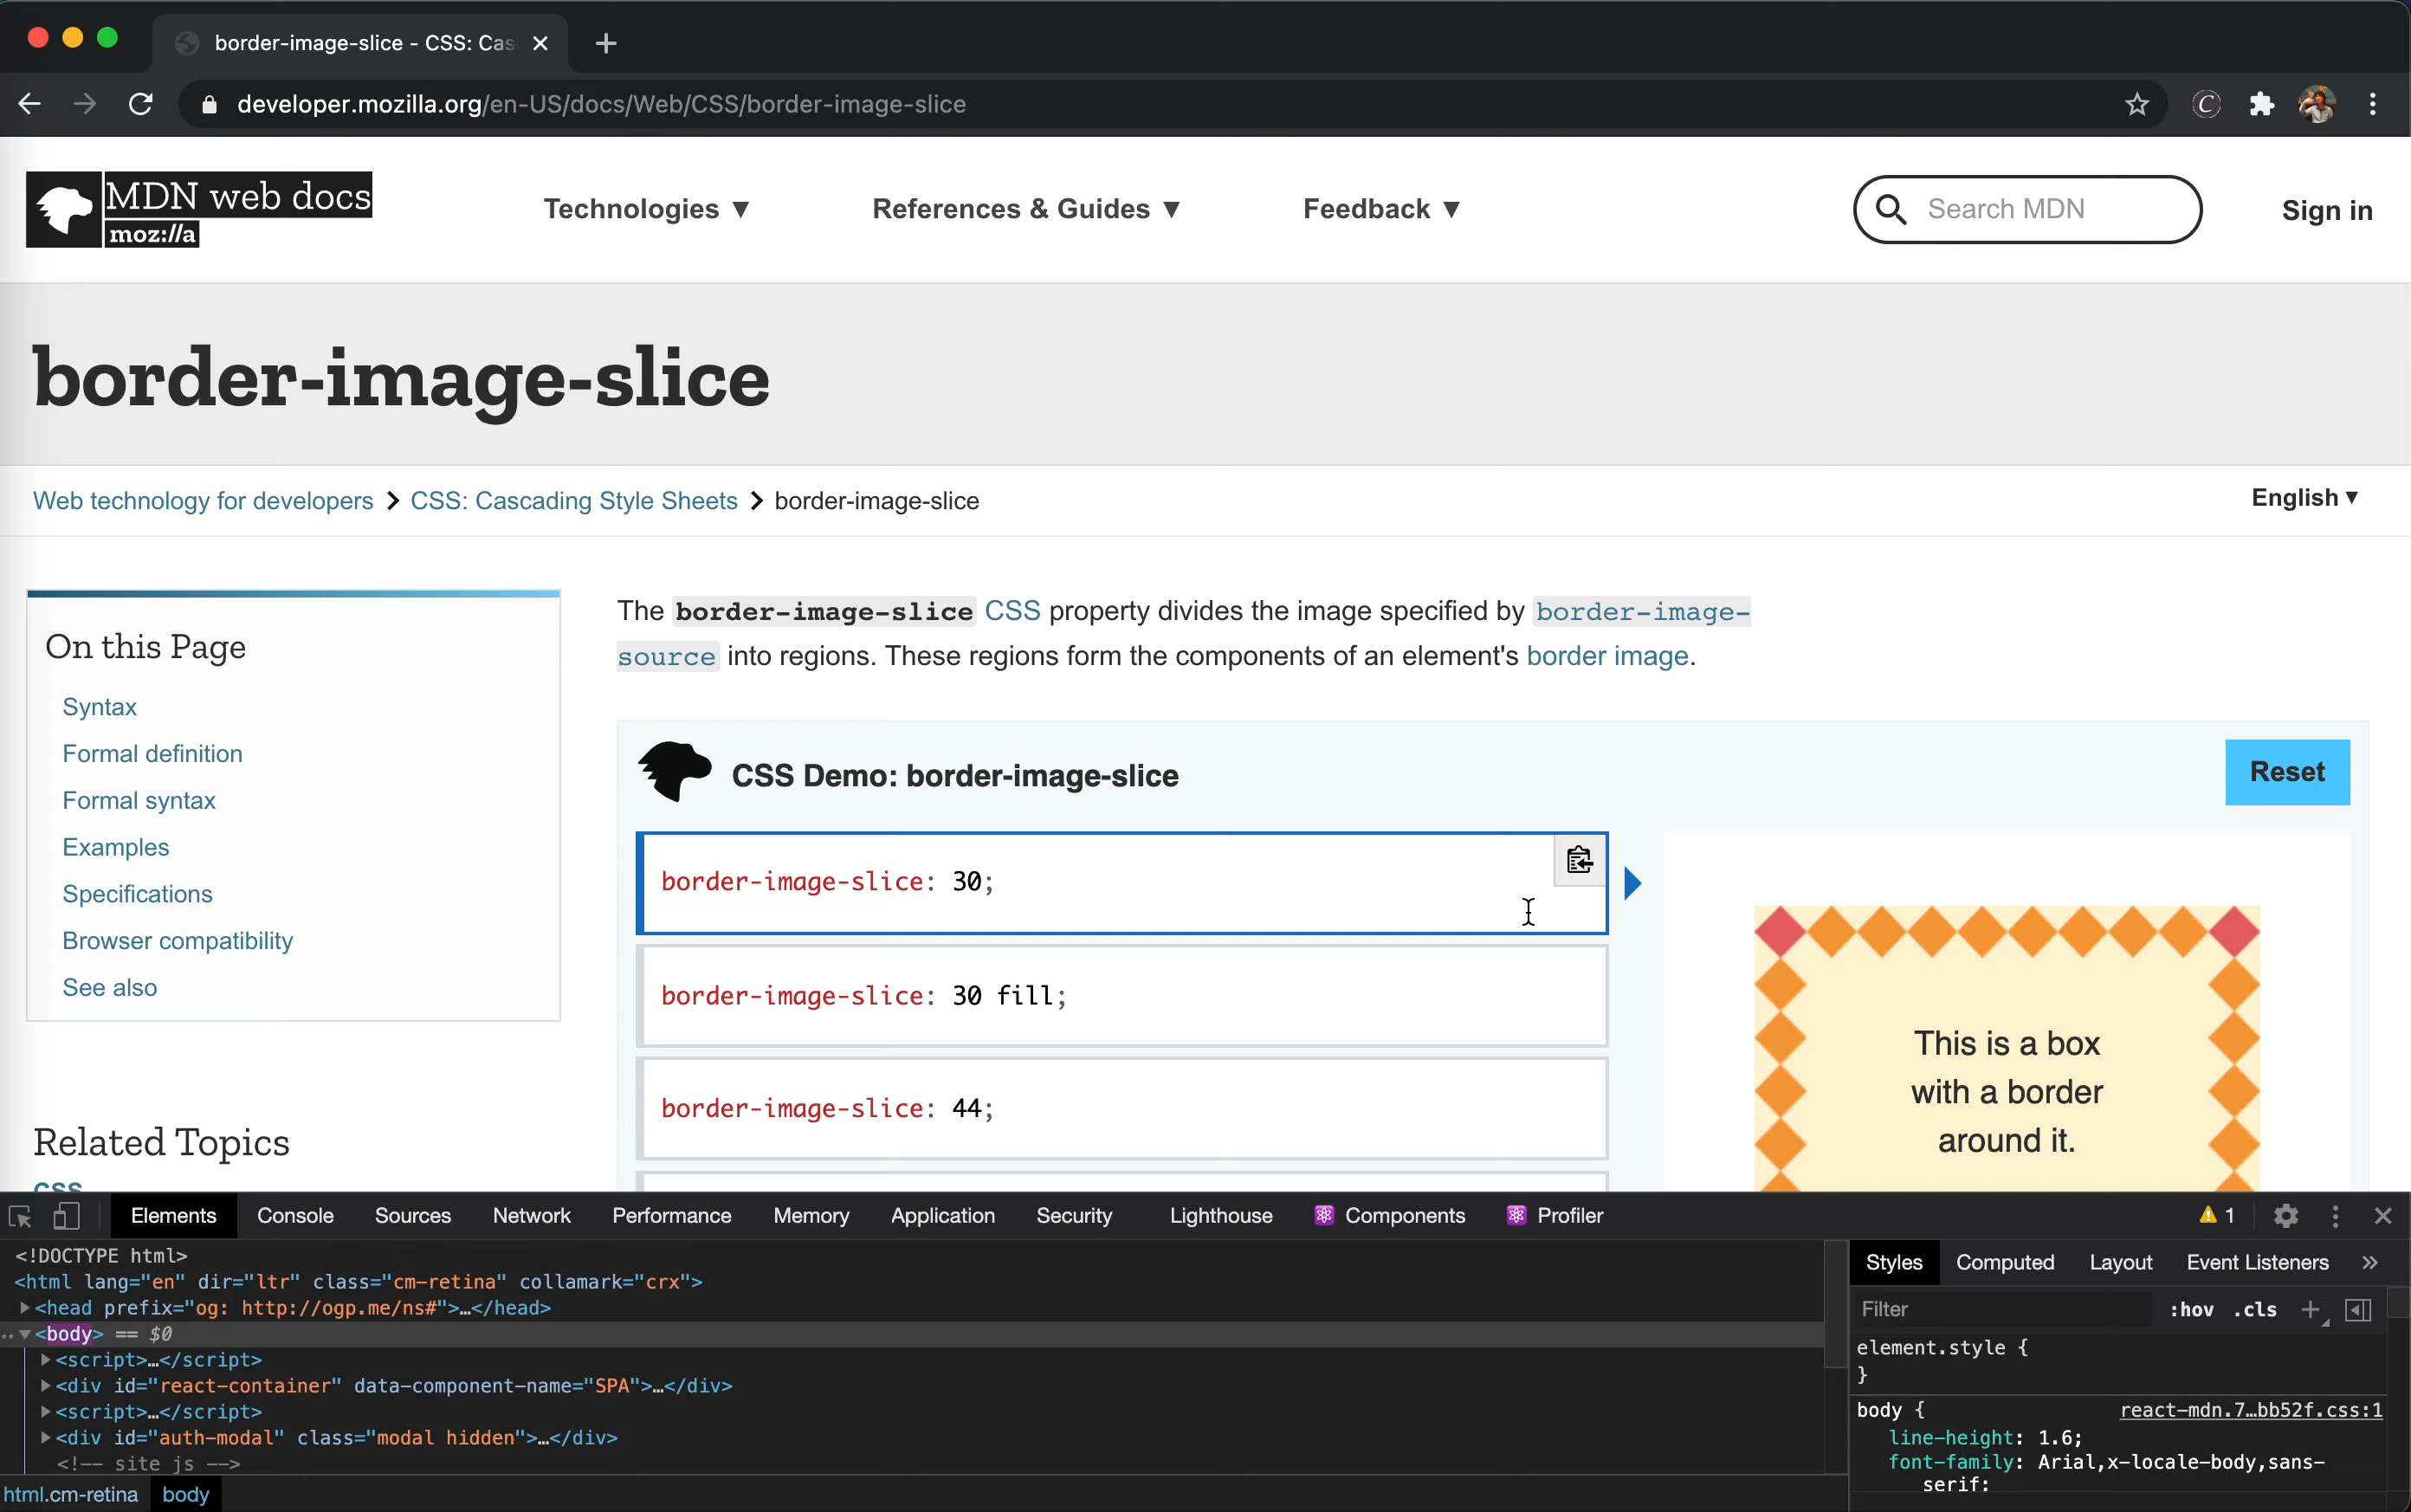 border-image-slice - CSS: Cas
developer.mozilla.org/en-US/docs/Web/CSS/border-image-slice
MDN web docs
moz://a
Technologies ▼
References & Guides ▼
Feedback ▼
Search MDN
Sign in
border-image-slice
Web technology for developers > CSS: Cascading Style Sheets > border-image-slice
English ▼
On this Page
Syntax
Formal definition
Formal syntax
Examples
Specifications
Browser compatibility
See also
Related Topics
CSS
The border-image-slice CSS property divides the image specified by border-image-
source into regions. These regions form the components of an element's border image.
CSS Demo: border-image-slice
Reset
border-image-slice: 30;
border-image-slice: 30 fill;
border-image-slice: 44;
This is a box
with a border
around it.
Elements Console Sources Network Performance Memory Application Security Lighthouse Components Profiler 1
<!DOCTYPE html>
<html lang="en" dir="ltr" class="cm-retina" collamark="crx">
▶<head prefix="og: http://ogp.me/ns#">…</head>
..▼<body> == $0
▶<script>…</script>
▶<div id="react-container" data-component-name="SPA">…</div>
▶<script>…</script>
▶<div id="auth-modal" class="modal hidden">…</div>
<!-- site js -->
html.cm-retina body
Styles Computed Layout Event Listeners »
Filter :hov .cls +
element.style {
}
body { react-mdn.7…bb52f.css:1
line-height: 1.6;
font-family: Arial,x-locale-body,sans-
serif;